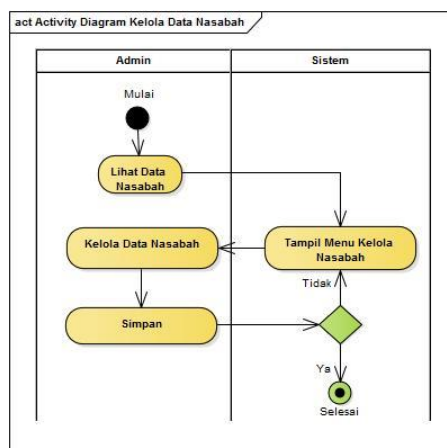 act Activity Diagram Kelola Data Nasabah
Admin
Sistem
Mulai
Lihat Data
Nasabah
Kelola Data Nasabah
Tampil Menu Kelola
Nasabah
Tidak
Simpan
Ya
Selesai